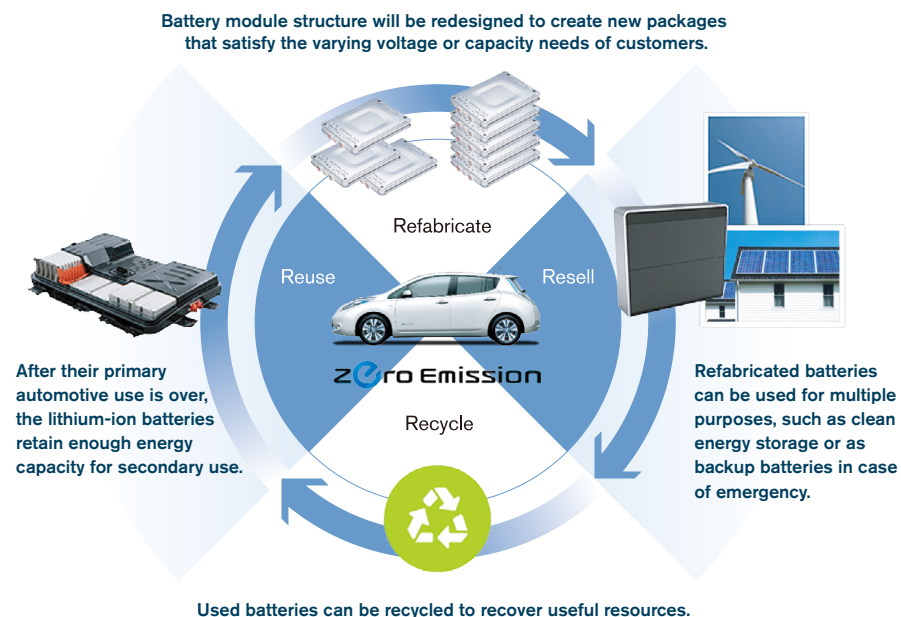 Battery module structure will be redesigned to create new packages
that satisfy the varying voltage or capacity needs of customers.
Refabricate
Reuse
Resell
zero Emission
Recycle
After their primary
automotive use is over,
the lithium-ion batteries
retain enough energy
capacity for secondary use.
Refabricated batteries
can be used for multiple
purposes, such as clean
energy storage or as
backup batteries in case
of emergency.
Used batteries can be recycled to recover useful resources.